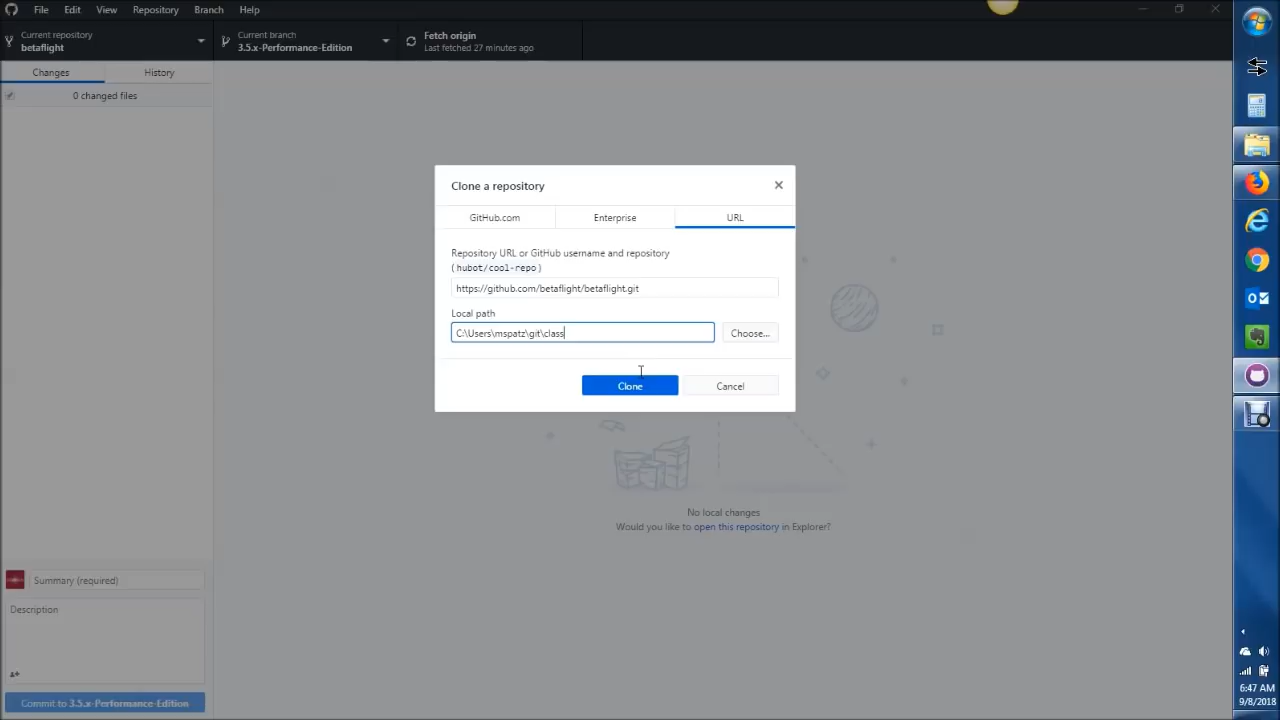 File Edit View Repository Branch Help
Current repository
betaflight
Current branch
3.5.x-Performance-Edition
Fetch origin
Last fetched 27 minutes ago
Changes History
0 changed files
Clone a repository
GitHub.com Enterprise URL
Repository URL or GitHub username and repository
(hubot/cool-repo)
https://github.com/betaflight/betaflight.git
Local path
C:\Users\mspatz\git\class
Choose...
Clone Cancel
No local changes
Would you like to open this repository in Explorer?
Summary (required)
Description
Commit to 3.5.x-Performance-Edition
6:47 AM
9/8/2018